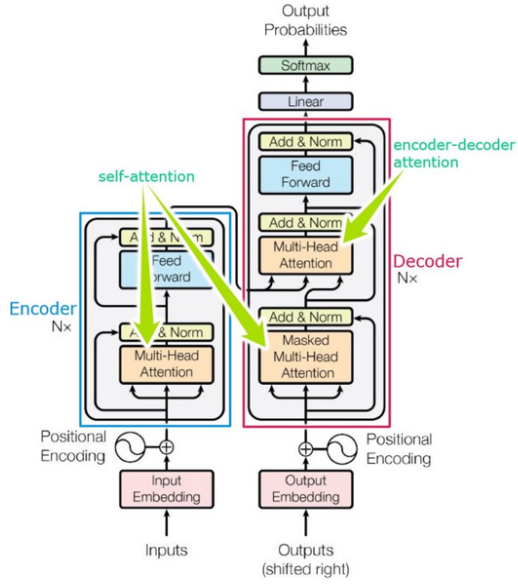 Output
Probabilities
Softmax
Linear
Add & Norm
Feed
Forward
encoder-decoder
attention
self-attention
Add & Norm
Multi-Head
Attention
Decoder
N×
Add & Norm
Feed
Forward
Encoder
N×
Add & Norm
Multi-Head
Attention
Add & Norm
Masked
Multi-Head
Attention
Positional
Encoding
Positional
Encoding
Input
Embedding
Output
Embedding
Inputs
Outputs
(shifted right)